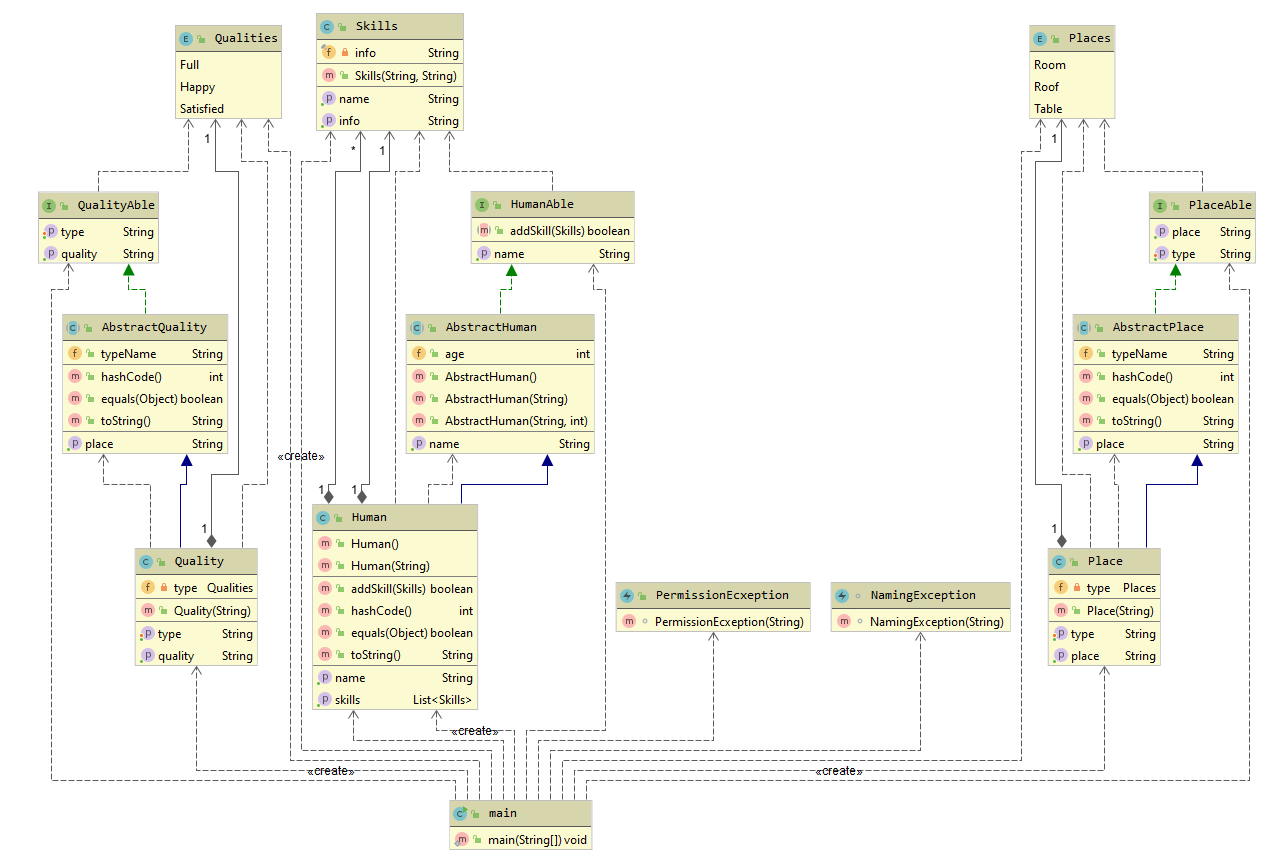 Qualities
Full
Happy
Satisfied
1
Skills
info String
Skills(String, String)
name String
info String
* 1
Places
Room
Roof
Table
1
QualityAble
type String
quality String
HumanAble
addSkill(Skills) boolean
name String
PlaceAble
place String
type String
AbstractQuality
typeName String
hashCode() int
equals(Object) boolean
toString() String
place String
AbstractHuman
age int
AbstractHuman()
AbstractHuman(String)
AbstractHuman(String, int)
name String
AbstractPlace
typeName String
hashCode() int
equals(Object) boolean
toString() String
place String
«create»
1 1
1
1
Quality
type Qualities
Quality(String)
type String
quality String
Human
Human()
Human(String)
addSkill(Skills) boolean
hashCode() int
equals(Object) boolean
toString() String
name String
skills List<Skills>
PermissionEcxeption
PermissionEcxeption(String)
NamingException
NamingException(String)
Place
type Places
Place(String)
type String
place String
«create»
«create»
«create»
main
main(String[]) void